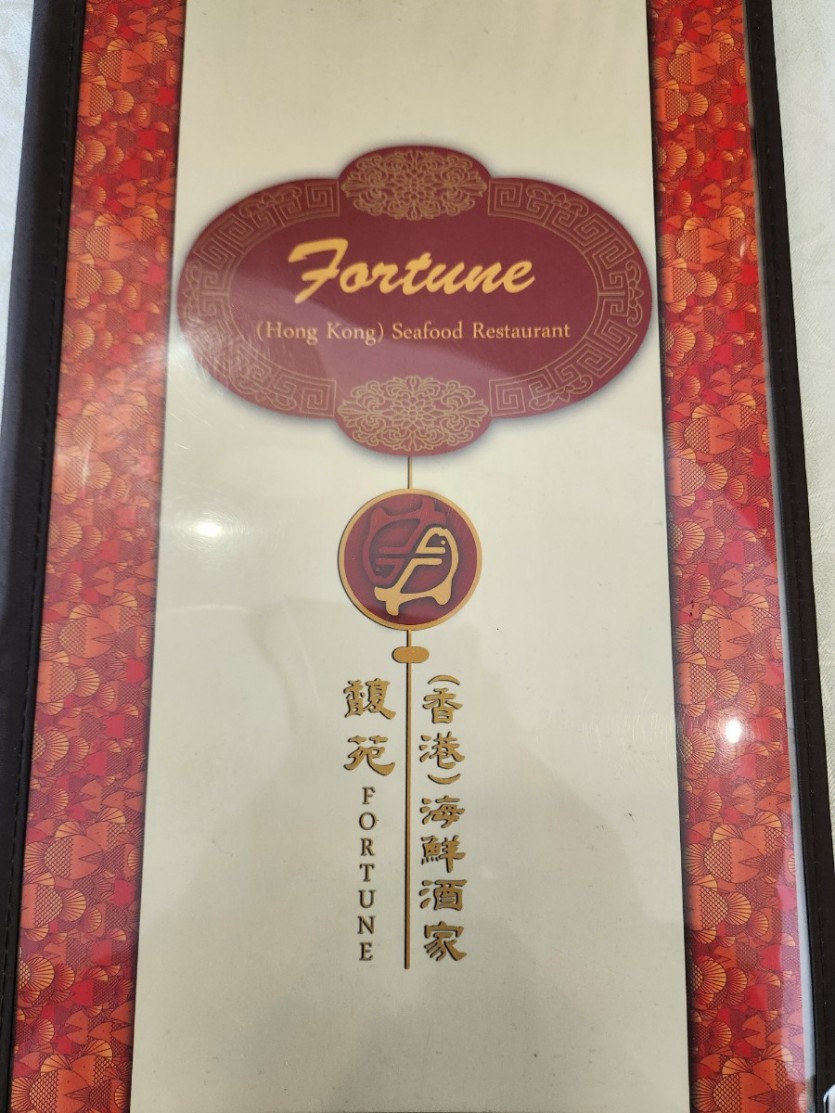 Fortune
(Hong Kong) Seafood Restaurant
(香港)海鮮酒家
馥苑
FORTUNE